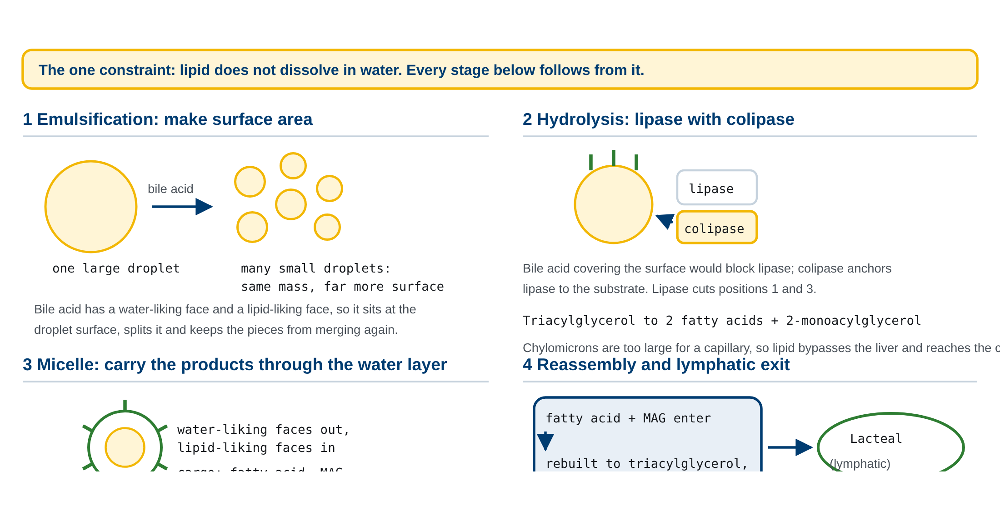 The one constraint: lipid does not dissolve in water. Every stage below follows from it.
1 Emulsification: make surface area
bile acid
one large droplet
many small droplets:
same mass, far more surface
Bile acid has a water-liking face and a lipid-liking face, so it sits at the
droplet surface, splits it and keeps the pieces from merging again.
2 Hydrolysis: lipase with colipase
lipase
colipase
Bile acid covering the surface would block lipase; colipase anchors
lipase to the substrate. Lipase cuts positions 1 and 3.
Triacylglycerol to 2 fatty acids + 2-monoacylglycerol
Chylomicrons are too large for a capillary, so lipid bypasses the liver and reaches the
3 Micelle: carry the products through the water layer
water-liking faces out,
lipid-liking faces in
cargo: fatty acid, MAG
4 Reassembly and lymphatic exit
fatty acid + MAG enter
rebuilt to triacylglycerol,
Lacteal
(lymphatic)